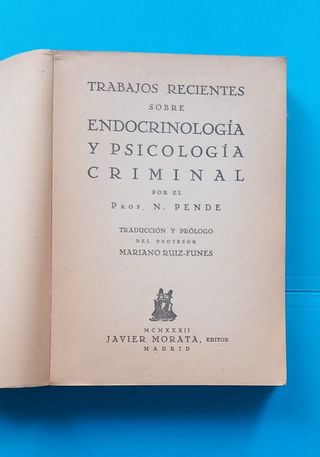 TRABAJOS RECIENTES
SOBRE
ENDOCRINOLOGÍA
Y PSICOLOGÍA
CRIMINAL
POR EL
PROF. N. PENDE
TRADUCCIÓN Y PRÓLOGO
DEL PROFESOR
MARIANO RUIZ-FUNES
MCMXXXII
JAVIER MORATA, EDITOR
MADRID